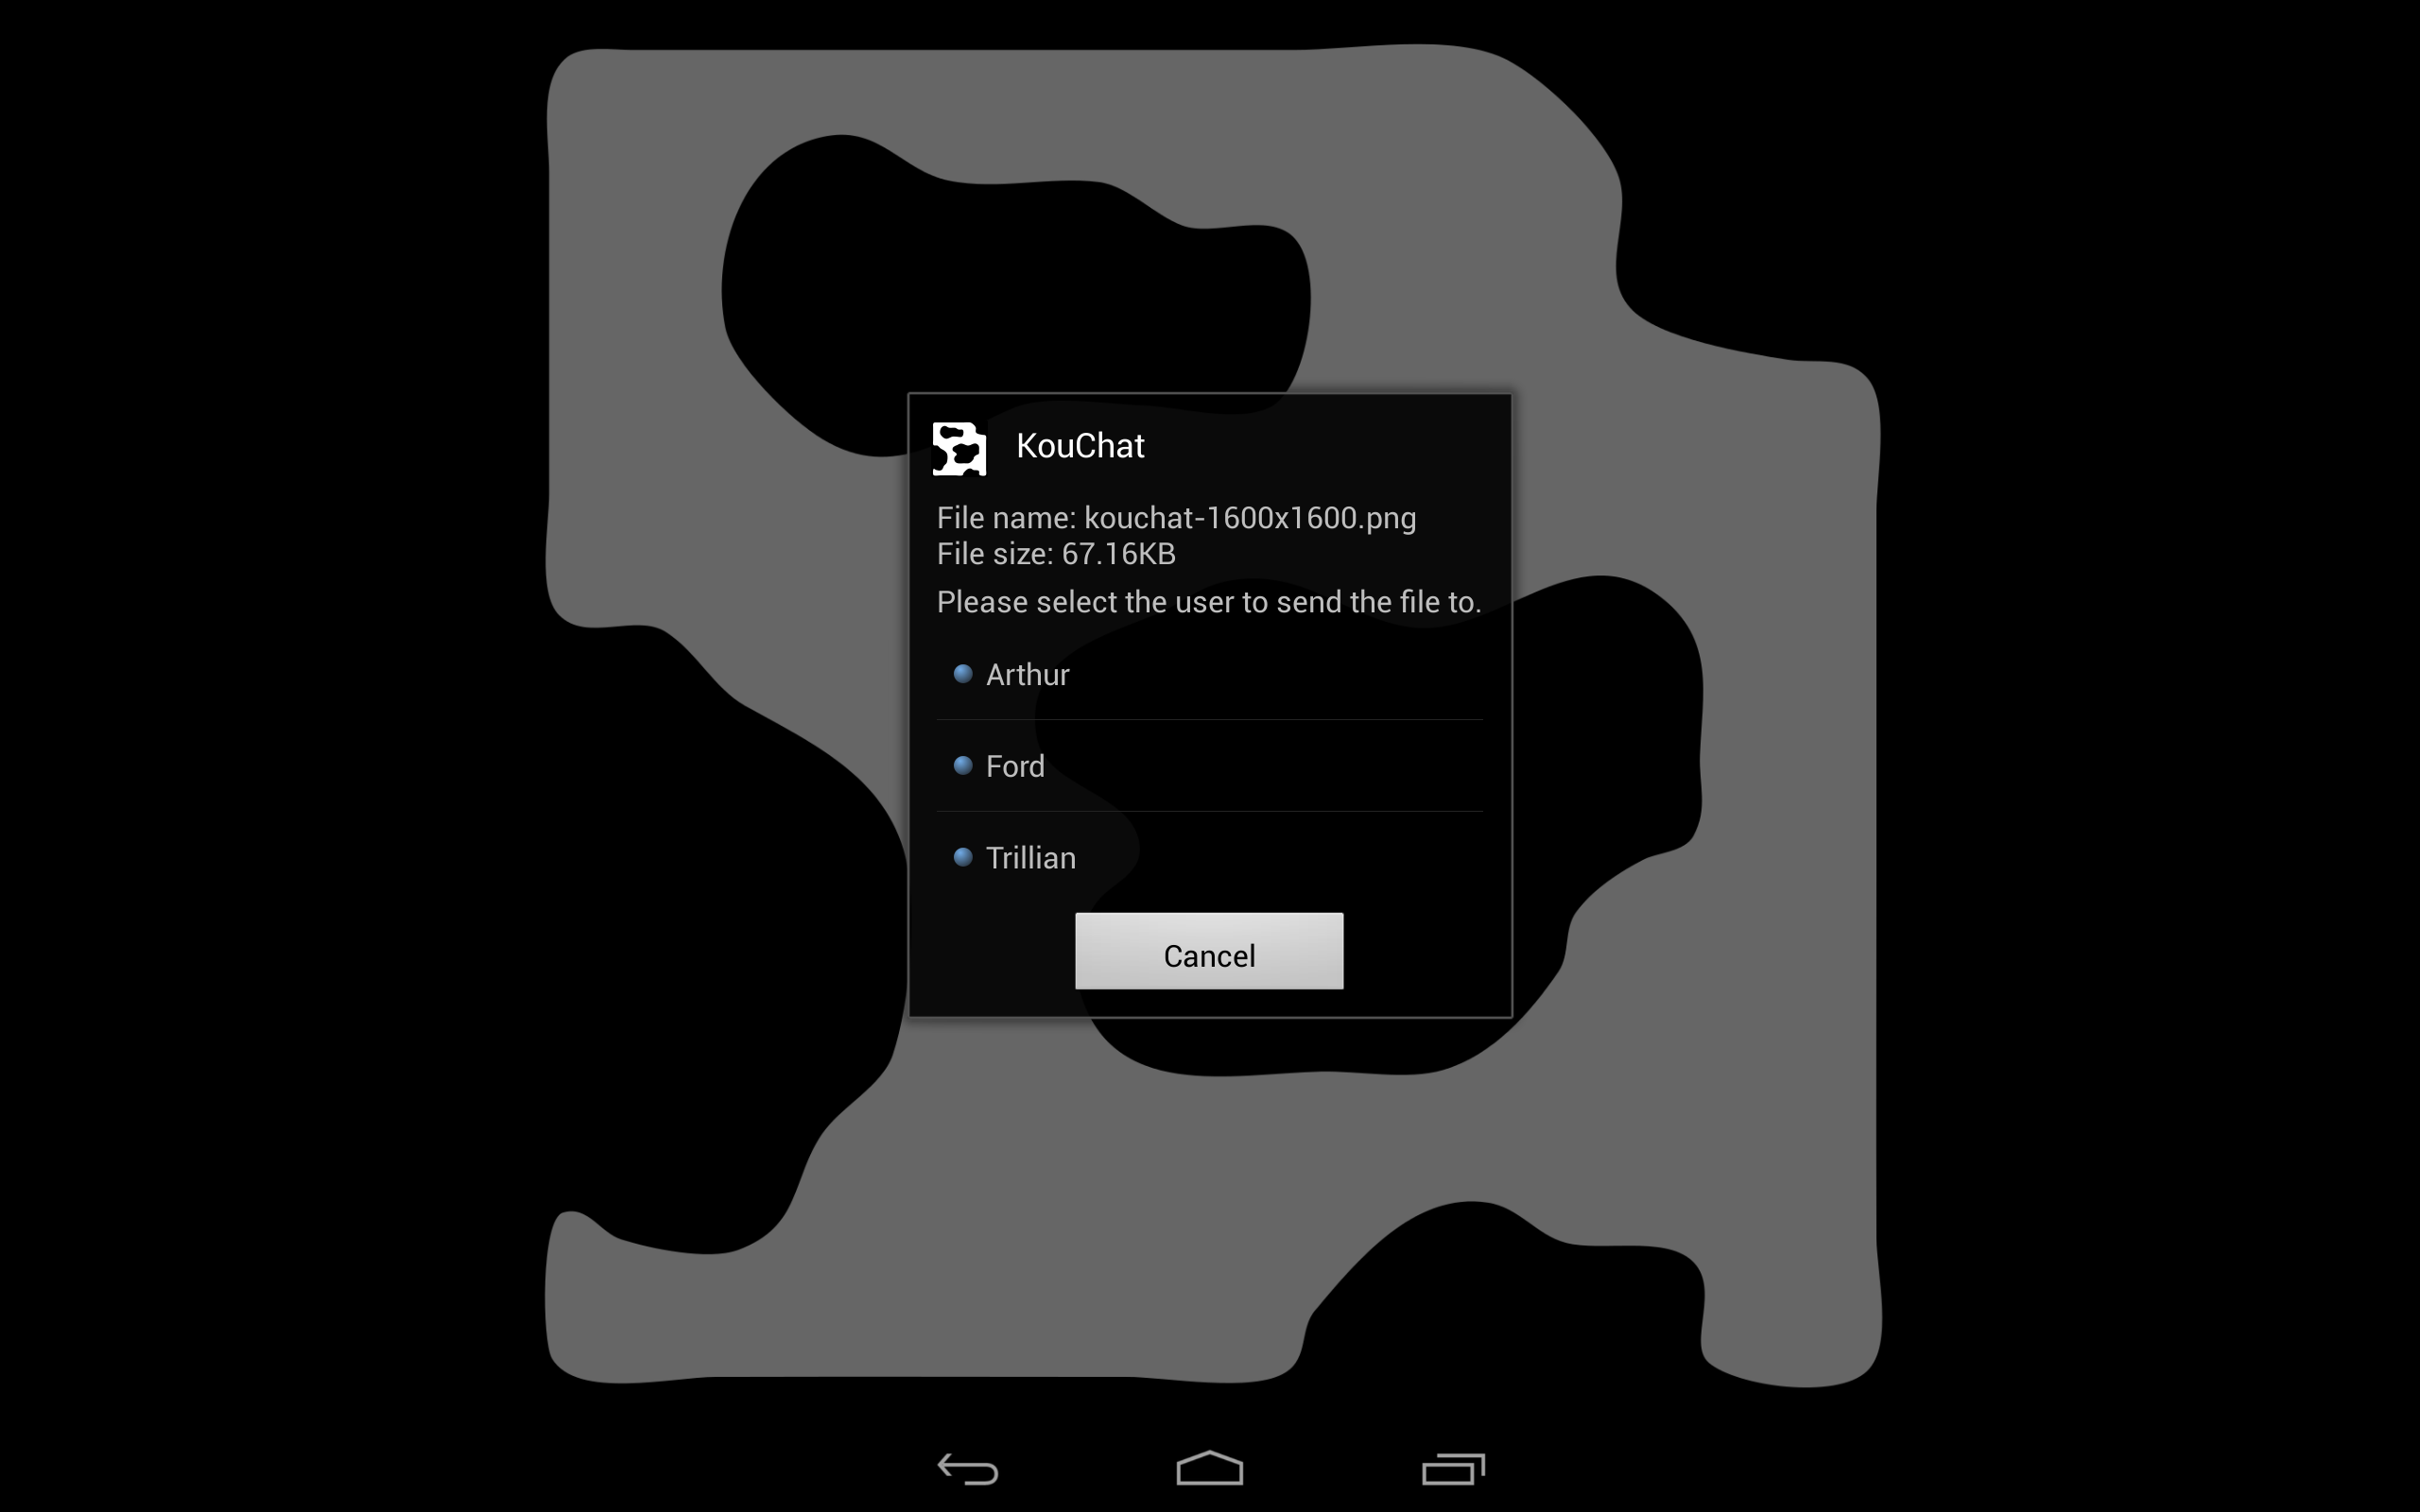 KouChat
File name: kouchat-1600x1600.png
File size: 67.16KB
Please select the user to send the file to.
Arthur
Ford
Trillian
Cancel